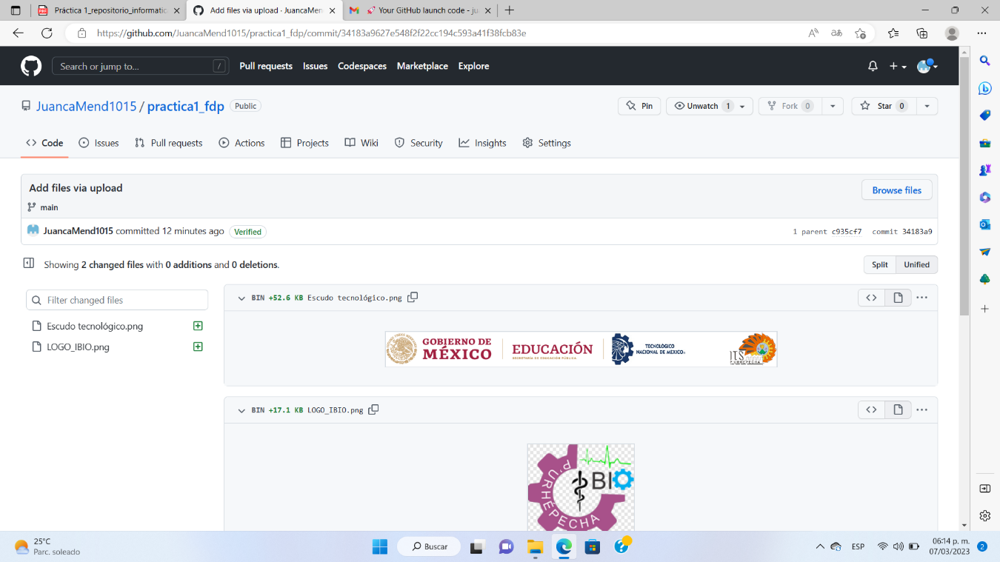 Práctica 1_repositorio_informatic
Add files via upload · JuancaMen
🚀 Your GitHub launch code - ju
https://github.com/JuancaMend1015/practica1_fdp/commit/34183a9627e548f2f22cc194c593a41f38fcb83e
Search or jump to... /
Pull requests Issues Codespaces Marketplace Explore
JuancaMend1015 / practica1_fdp Public
Pin Unwatch 1 Fork 0 Star 0
Code Issues Pull requests Actions Projects Wiki Security Insights Settings
Add files via upload
Browse files
main
JuancaMend1015 committed 12 minutes ago Verified
1 parent c935cf7 commit 34183a9
Showing 2 changed files with 0 additions and 0 deletions.
Split Unified
Filter changed files
Escudo tecnológico.png
LOGO_IBIO.png
BIN +52.6 KB Escudo tecnológico.png
GOBIERNO DE
MÉXICO
EDUCACIÓN
SECRETARÍA DE EDUCACIÓN PÚBLICA
TECNOLÓGICO
NACIONAL DE MÉXICO
ITS
P'URHÉPECHA
BIN +17.1 KB LOGO_IBIO.png
P'URHÉPECHA
BIO
25°C
Parc. soleado
Buscar
ESP
06:14 p. m.
07/03/2023
2